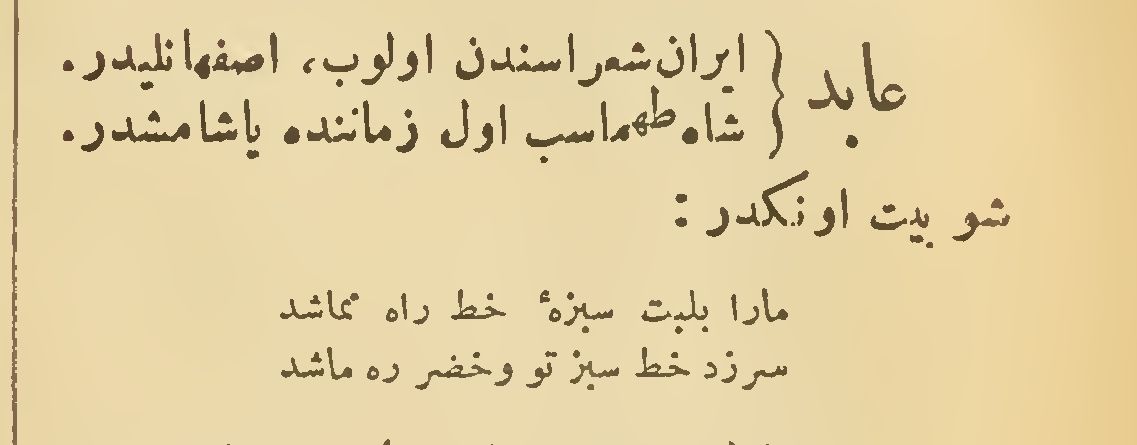 عابد { ایران شعراسندن اولوب، اصفهانلیدر.
شاه طهماسب اول زماننده یاشامشدر.
شو بیت اونکدر :
مارا بلبت سبزهٔ خط راه نماشد
سرزد خط سبز تو وخضر ره ماشد